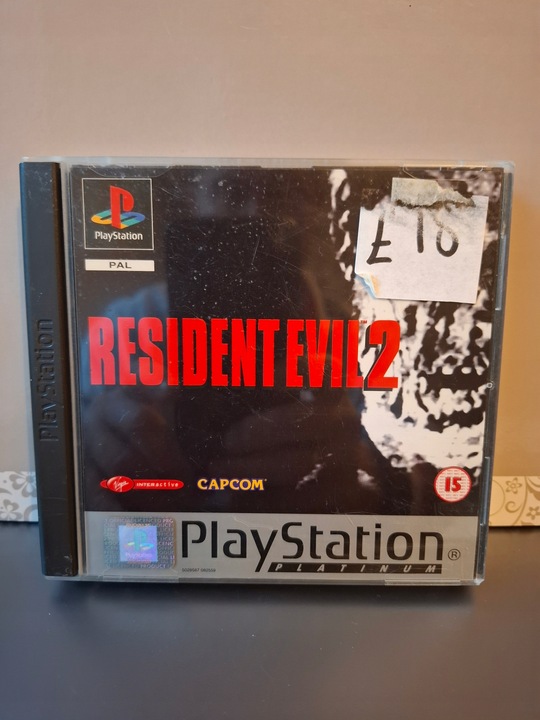 PlayStation
PlayStation
PAL
£18
RESIDENT EVIL 2
Virgin INTERACTIVE
CAPCOM
15
PlayStation®
PLATINUM